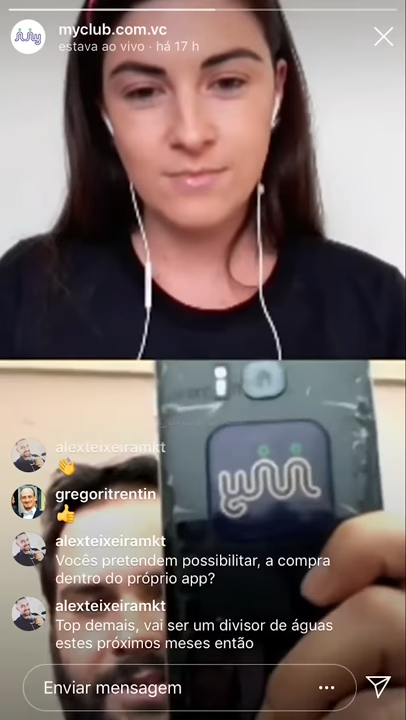 myclub.com.vc
estava ao vivo · há 17 h
alexteixeiramkt
👋
gregoritrentin
👍
alexteixeiramkt
Vocês pretendem possibilitar, a compra
dentro do próprio app?
alexteixeiramkt
Top demais, vai ser um divisor de águas
estes próximos meses então
Enviar mensagem